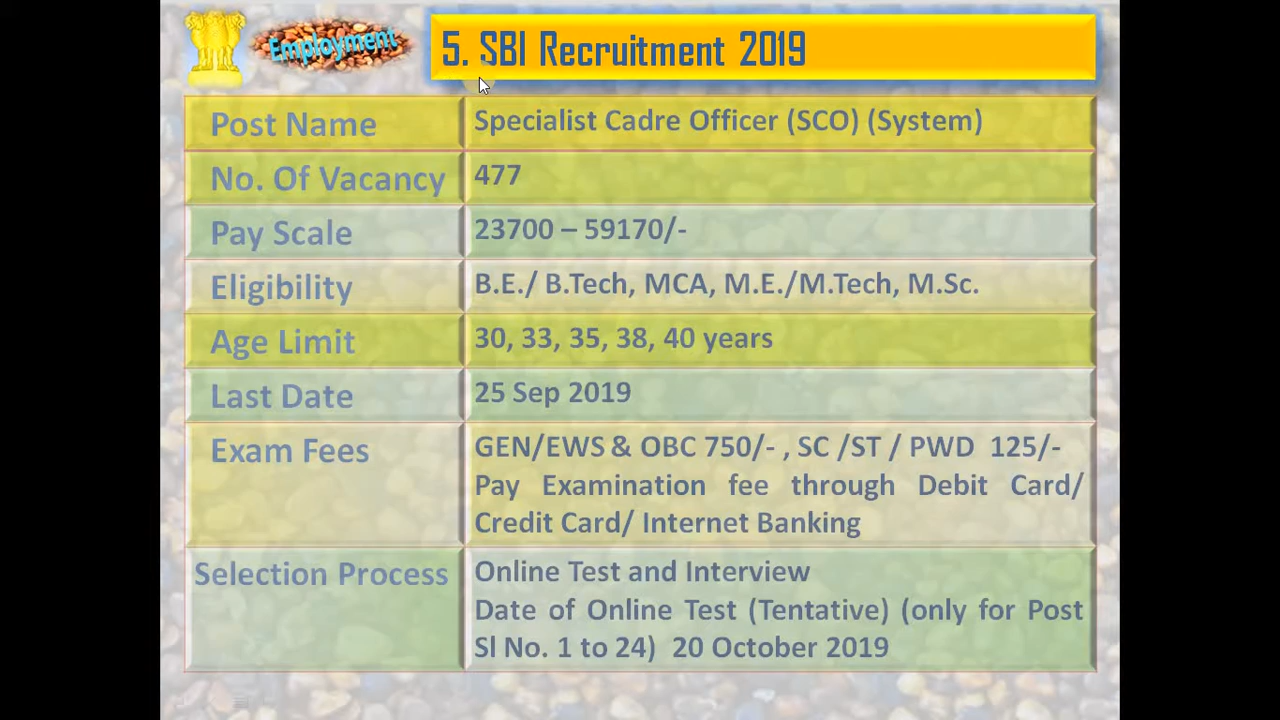 Employment
5. SBI Recruitment 2019
Post Name
Specialist Cadre Officer (SCO) (System)
No. Of Vacancy
477
Pay Scale
23700 – 59170/-
Eligibility
B.E./ B.Tech, MCA, M.E./M.Tech, M.Sc.
Age Limit
30, 33, 35, 38, 40 years
Last Date
25 Sep 2019
Exam Fees
GEN/EWS & OBC 750/- , SC /ST / PWD 125/-
Pay Examination fee through Debit Card/
Credit Card/ Internet Banking
Selection Process
Online Test and Interview
Date of Online Test (Tentative) (only for Post
Sl No. 1 to 24) 20 October 2019